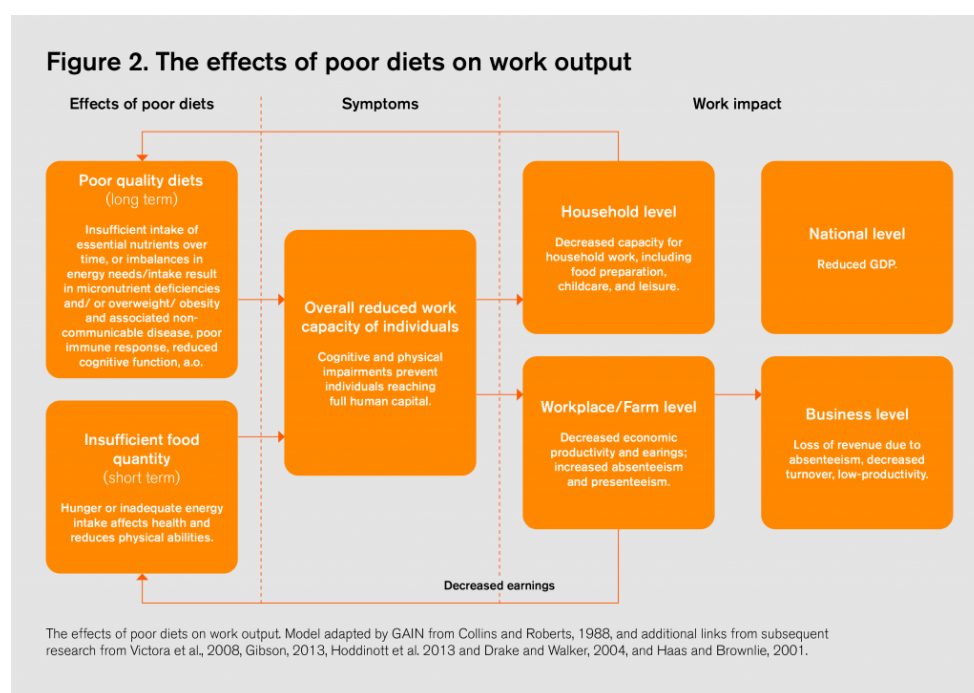 Figure 2. The effects of poor diets on work output
Effects of poor diets
Symptoms
Work impact
Poor quality diets
(long term)
Insufficient intake of
essential nutrients over
time, or imbalances in
energy needs/intake result
in micronutrient deficiencies
and/ or overweight/ obesity
and associated non-
communicable disease, poor
immune response, reduced
cognitive function, a.o.
Insufficient food
quantity
(short term)
Hunger or inadequate energy
intake affects health and
reduces physical abilities.
Overall reduced work
capacity of individuals
Cognitive and physical
impairments prevent
individuals reaching
full human capital.
Household level
Decreased capacity for
household work, including
food preparation,
childcare, and leisure.
National level
Reduced GDP.
Workplace/Farm level
Decreased economic
productivity and earings;
increased absenteeism
and presenteeism.
Business level
Loss of revenue due to
absenteeism, decreased
turnover, low-productivity.
Decreased earnings
The effects of poor diets on work output. Model adapted by GAIN from Collins and Roberts, 1988, and additional links from subsequent
research from Victora et al., 2008, Gibson, 2013, Hoddinott et al. 2013 and Drake and Walker, 2004, and Haas and Brownlie, 2001.